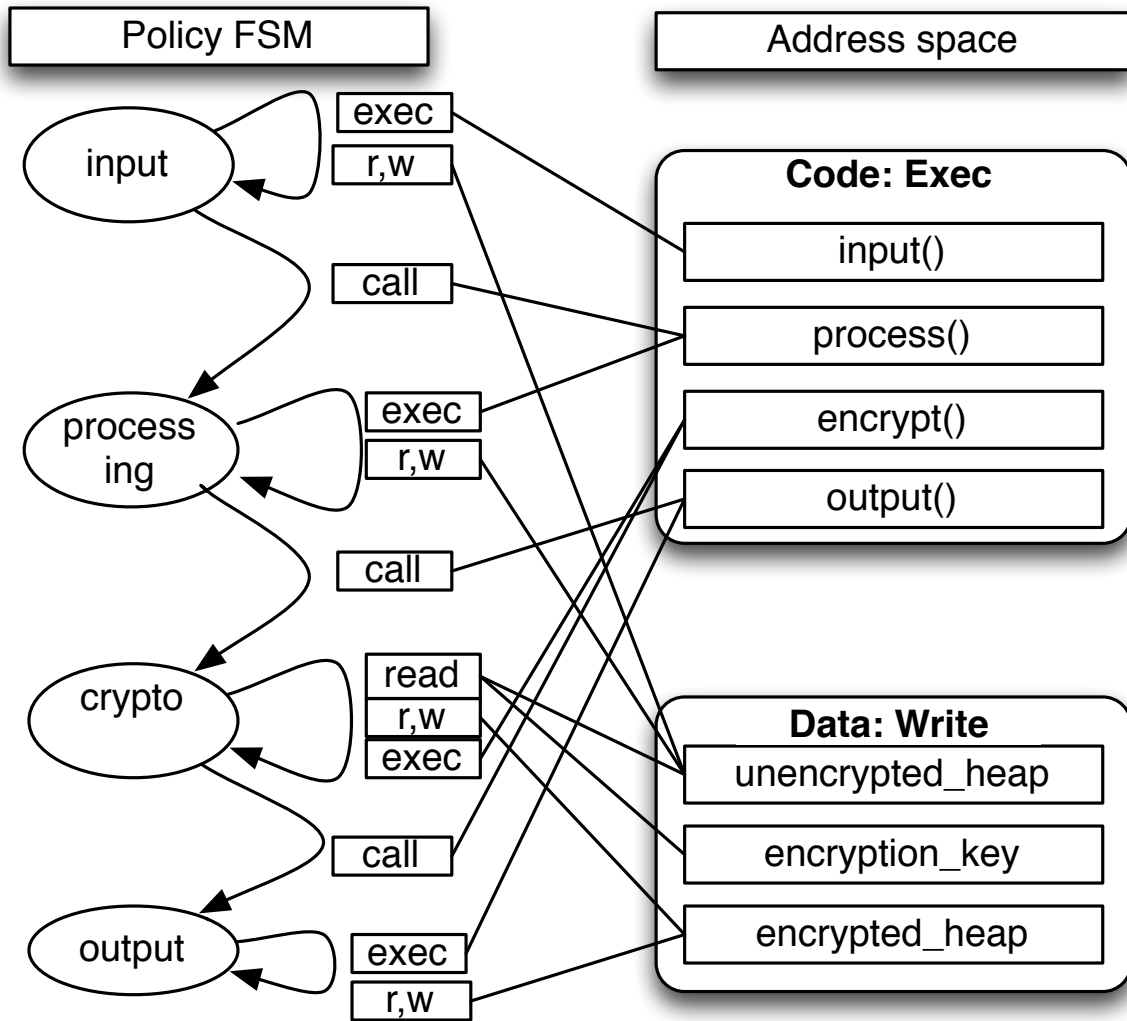 Policy FSM
Address space
input
exec
r,w
call
process
ing
exec
r,w
call
crypto
read
r,w
exec
call
output
exec
r,w
Code: Exec
input()
process()
encrypt()
output()
Data: Write
unencrypted_heap
encryption_key
encrypted_heap